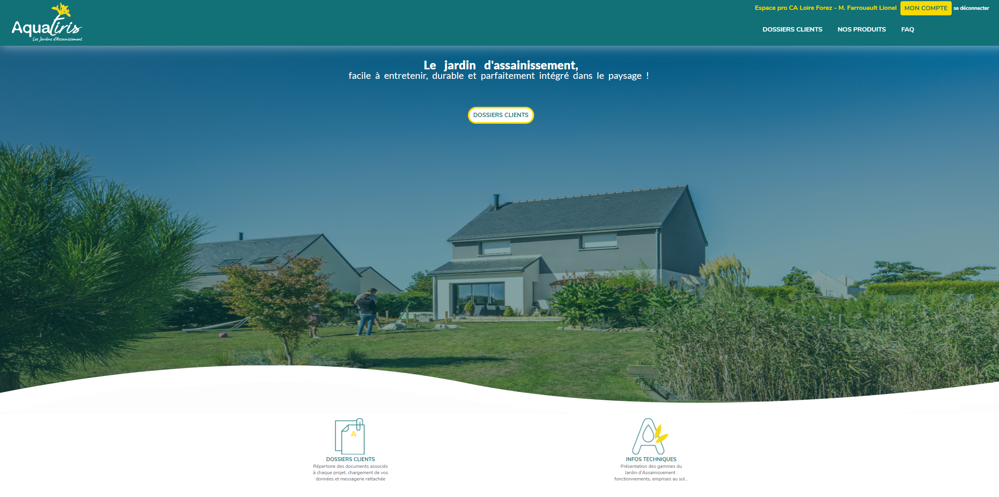 Aquatiris
Les Jardins d'Assainissement
Espace pro CA Loire Forez - M. Farrouault Lionel
MON COMPTE
se déconnecter
DOSSIERS CLIENTS
NOS PRODUITS
FAQ
Le jardin d'assainissement,
facile à entretenir, durable et parfaitement intégré dans le paysage !
DOSSIERS CLIENTS
A
DOSSIERS CLIENTS
Répertoire des documents associés
à chaque projet, chargement de vos
données et messagerie rattachée
INFOS TECHNIQUES
Présentation des gammes du
Jardin d'Assainissement :
fonctionnements, emprises au sol...